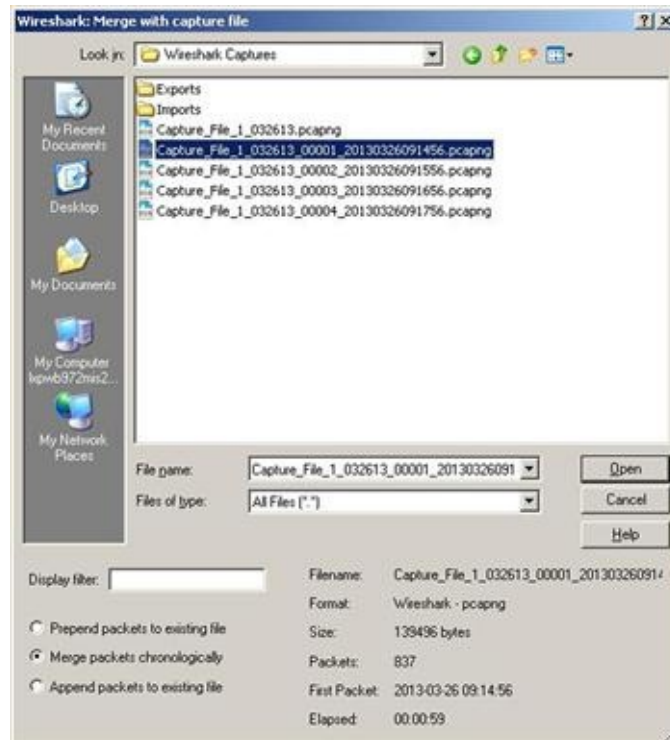 Wireshark: Merge with capture file
Look in: Wireshark Captures
My Recent Documents
Desktop
My Documents
My Computer
My Network Places
Exports
Imports
Capture_File_1_032613.pcapng
Capture_File_1_032613_00001_20130326091456.pcapng
Capture_File_1_032613_00002_20130326091556.pcapng
Capture_File_1_032613_00003_20130326091656.pcapng
Capture_File_1_032613_00004_20130326091756.pcapng
File name: Capture_File_1_032613_00001_20130326091
Open
Files of type: All Files (*.*)
Cancel
Help
Display filter:
Prepend packets to existing file
Merge packets chronologically
Append packets to existing file
Filename: Capture_File_1_032613_00001_201303260914
Format: Wireshark - pcapng
Size: 139496 bytes
Packets: 837
First Packet: 2013-03-26 09:14:56
Elapsed: 00:00:59